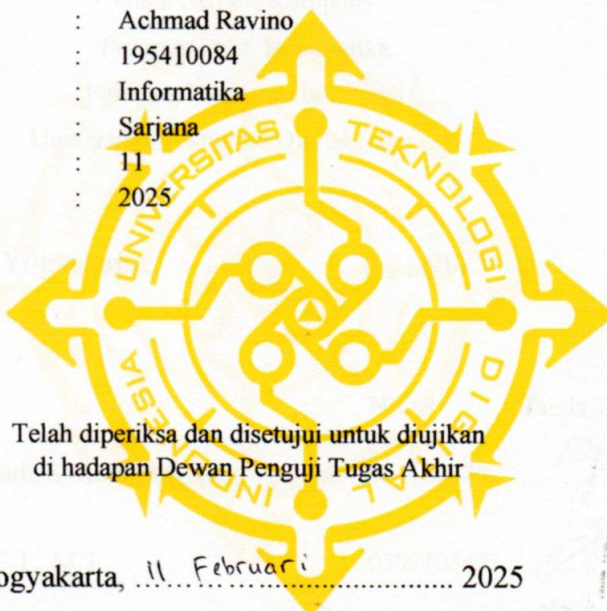 : Achmad Ravino
: 195410084
: Informatika
: Sarjana
: 11
: 2025
UNIVERSITAS TEKNOLOGI DIGITAL INDONESIA
Telah diperiksa dan disetujui untuk diujikan
di hadapan Dewan Penguji Tugas Akhir
ogyakarta, 11 Februari 2025